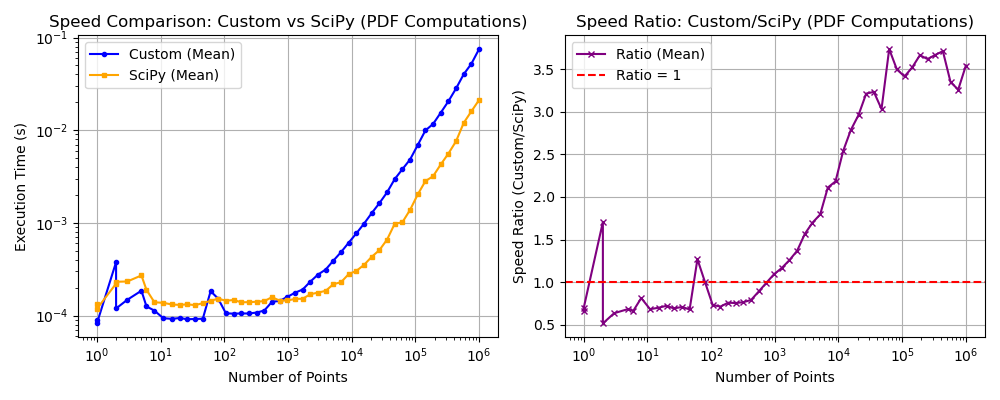 Speed Comparison: Custom vs SciPy (PDF Computations)
Custom (Mean)
SciPy (Mean)
Execution Time (s)
10⁻¹
10⁻²
10⁻³
10⁻⁴
10⁰ 10¹ 10² 10³ 10⁴ 10⁵ 10⁶
Number of Points
Speed Ratio: Custom/SciPy (PDF Computations)
Ratio (Mean)
Ratio = 1
Speed Ratio (Custom/SciPy)
3.5
3.0
2.5
2.0
1.5
1.0
0.5
10⁰ 10¹ 10² 10³ 10⁴ 10⁵ 10⁶
Number of Points